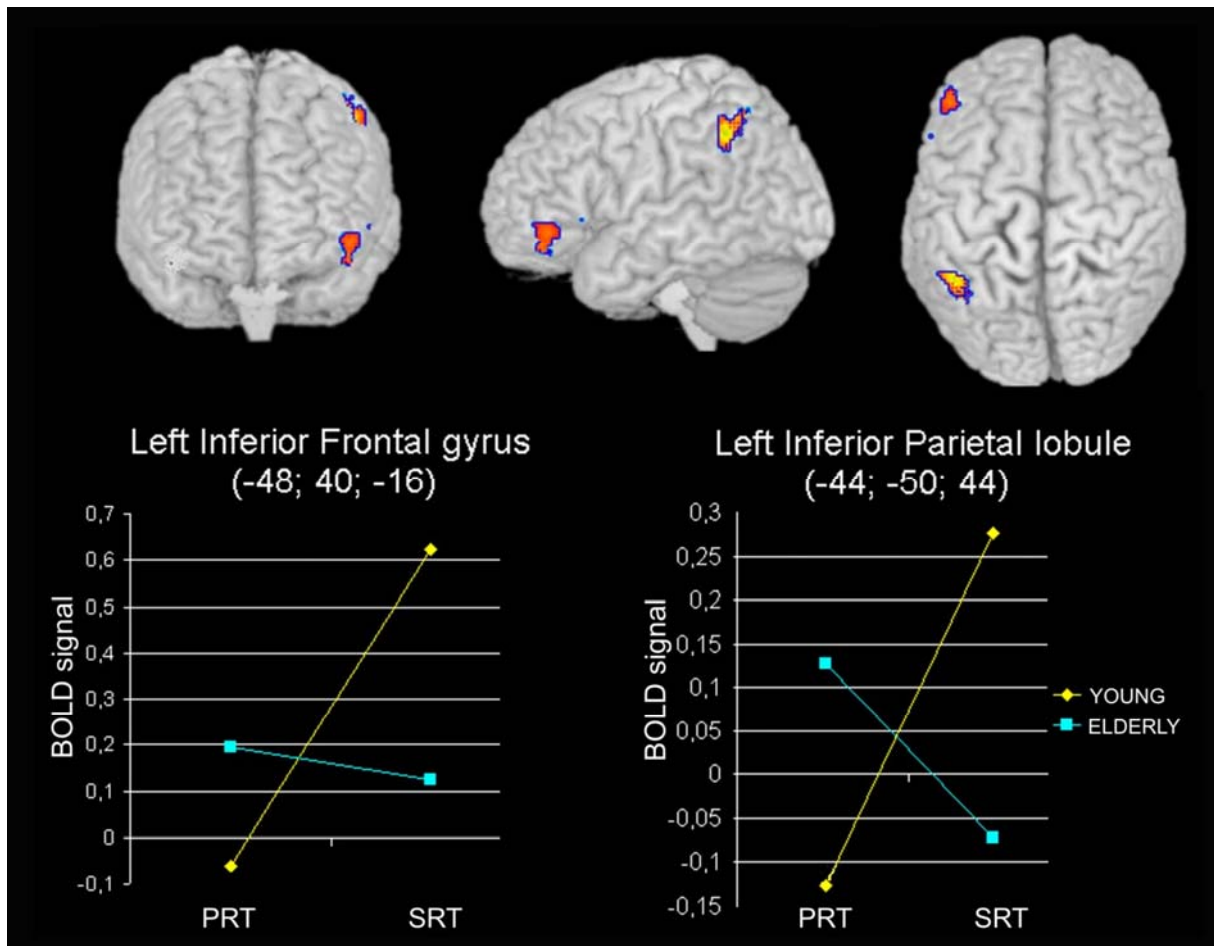 Left Inferior Frontal gyrus
(-48; 40; -16)
BOLD signal
0,7
0,6
0,5
0,4
0,3
0,2
0,1
0
-0,1
PRT SRT
Left Inferior Parietal lobule
(-44; -50; 44)
BOLD signal
0,3
0,25
0,2
0,15
0,1
0,05
0
-0,05
-0,1
-0,15
PRT SRT
YOUNG
ELDERLY